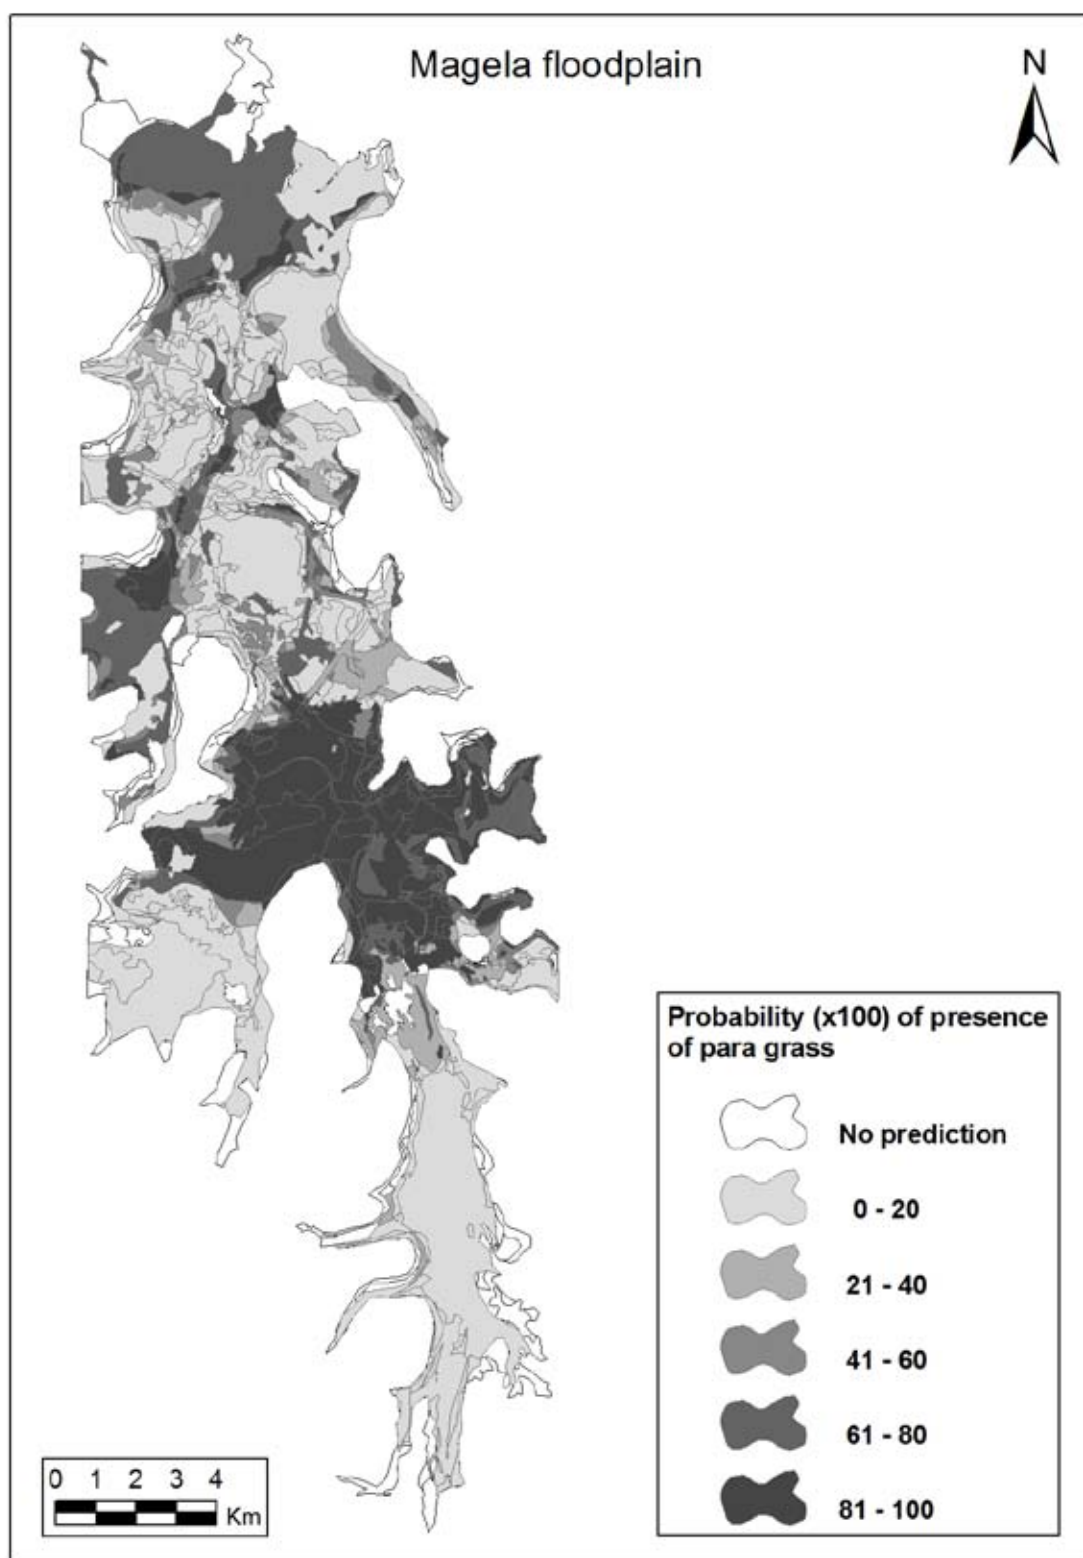 Magela floodplain
N
Probability (x100) of presence
of para grass
No prediction
0 - 20
21 - 40
41 - 60
61 - 80
81 - 100
0 1 2 3 4
Km